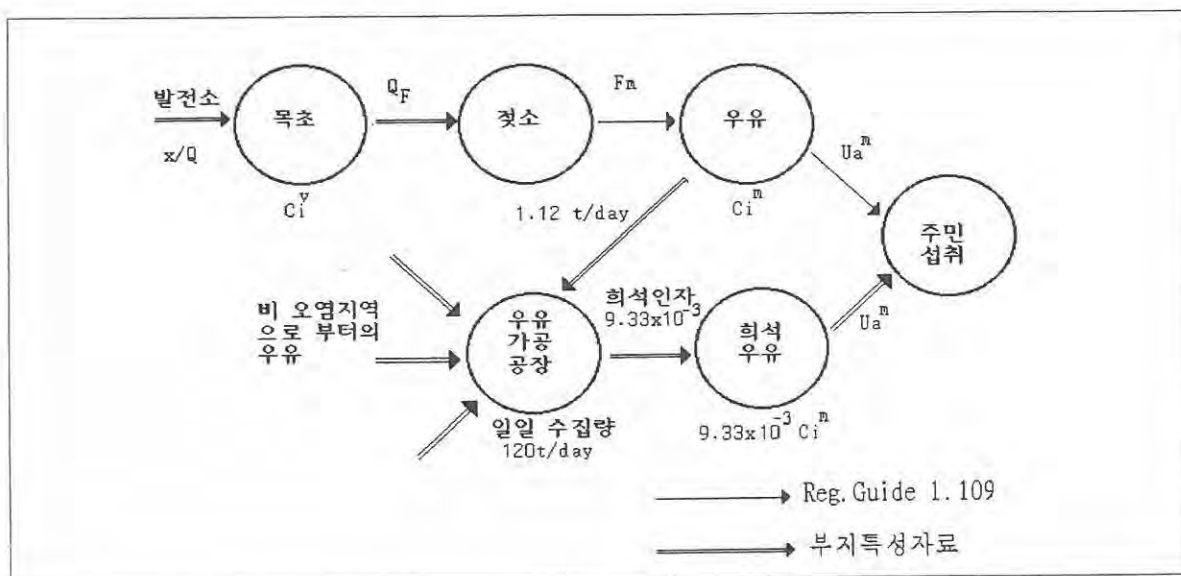 발전소
x/Q
목초
Ci^v
Q_F
젖소
Fm
우유
Ci^m
Ua^m
주민
섭취
1.12 t/day
비 오염지역
으로 부터의
우유
우유
가공
공장
일일 수집량
120t/day
희석인자
9.33x10^-3
희석
우유
9.33x10^-3 Ci^m
Ua^m
Reg.Guide 1.109
부지특성자료